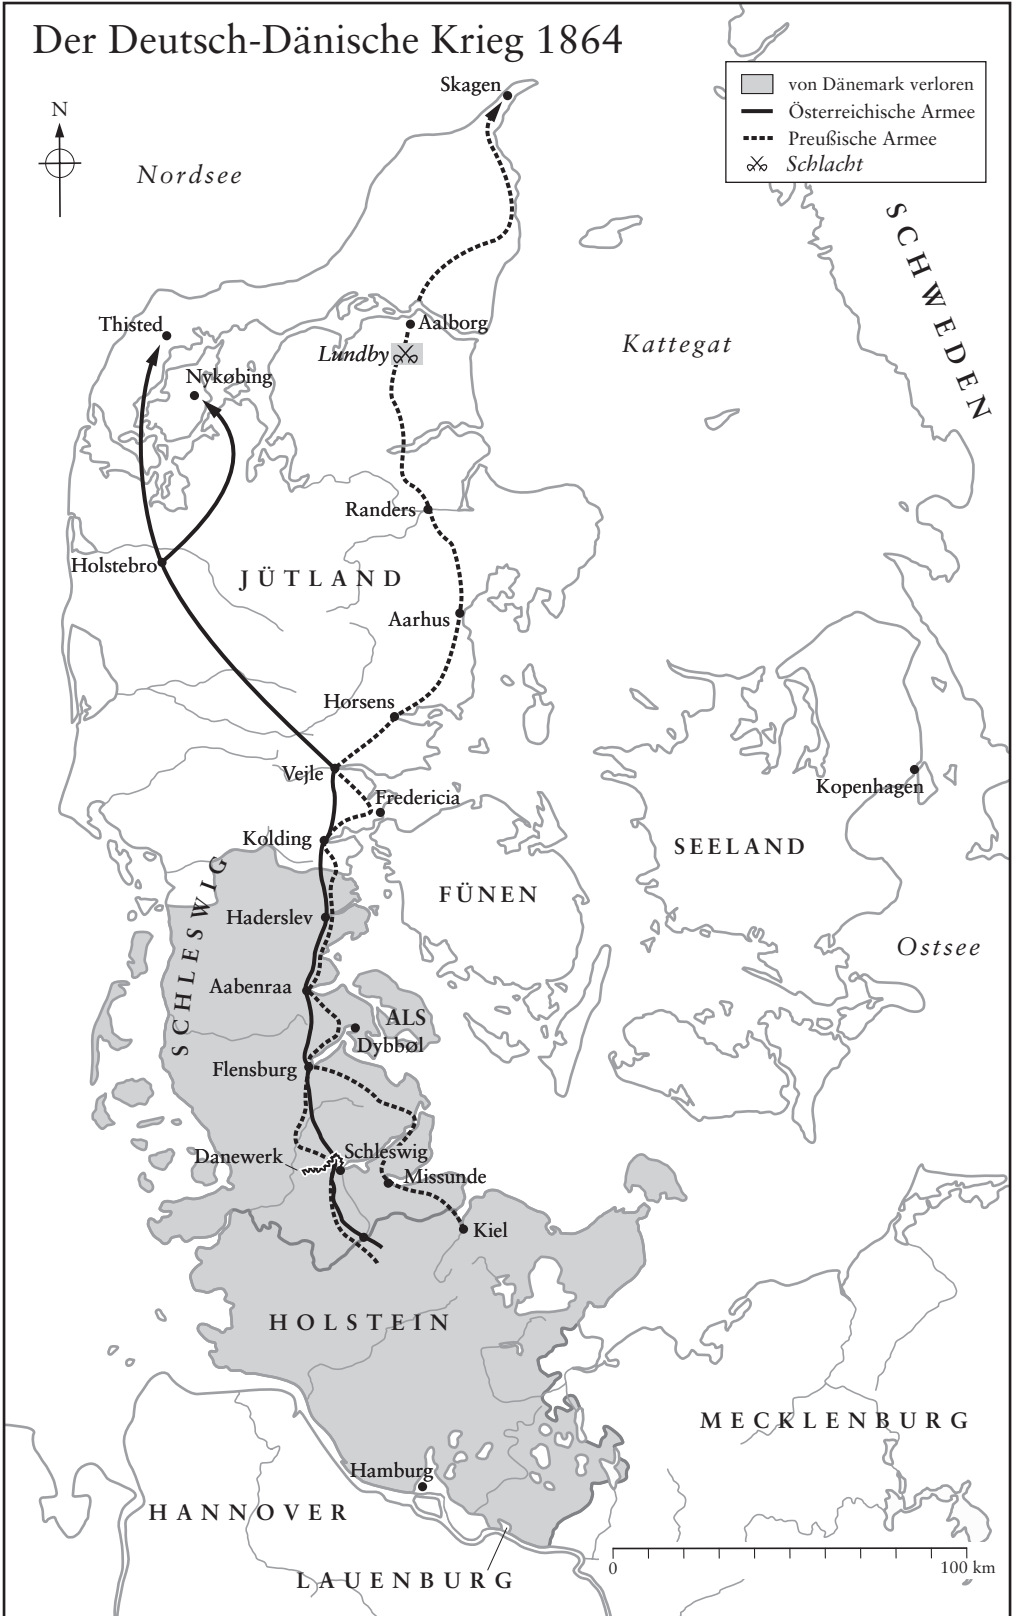 Der Deutsch-Dänische Krieg 1864
von Dänemark verloren
Österreichische Armee
Preußische Armee
Schlacht
N
Skagen
Nordsee
SCHWEDEN
Thisted
Aalborg
Lundby
Kattegat
Nykøbing
Randers
Holstebro
JÜTLAND
Aarhus
Horsens
Vejle
Fredericia
Kopenhagen
Kolding
SEELAND
SCHLESWIG
FÜNEN
Haderslev
Ostsee
Aabenraa
ALS
Dybbøl
Flensburg
Danewerk
Schleswig
Missunde
Kiel
HOLSTEIN
MECKLENBURG
Hamburg
HANNOVER
LAUENBURG
0
100 km